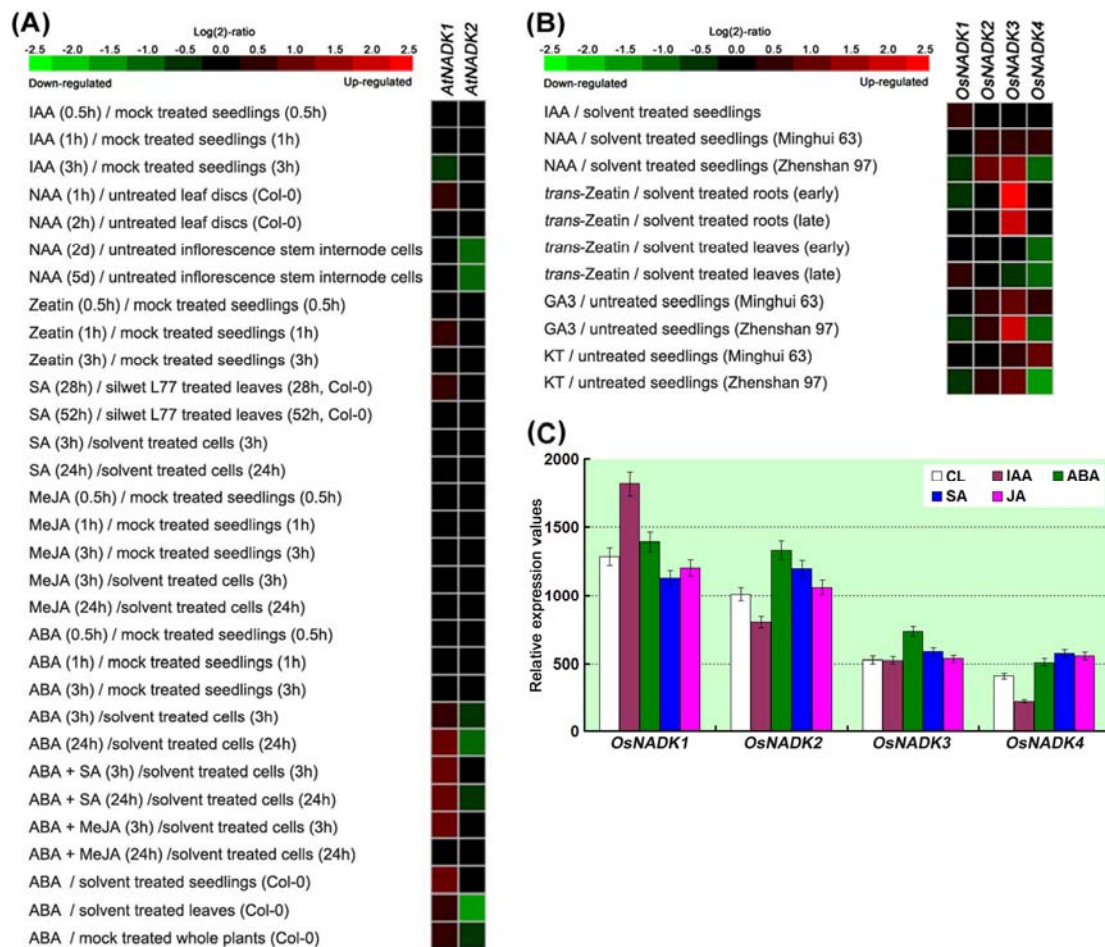 (A)
Log(2)-ratio
-2.5 -2.0 -1.5 -1.0 -0.5 0.0 0.5 1.0 1.5 2.0 2.5
Down-regulated Up-regulated
AtNADK1
AtNADK2
IAA (0.5h) / mock treated seedlings (0.5h)
IAA (1h) / mock treated seedlings (1h)
IAA (3h) / mock treated seedlings (3h)
NAA (1h) / untreated leaf discs (Col-0)
NAA (2h) / untreated leaf discs (Col-0)
NAA (2d) / untreated inflorescence stem internode cells
NAA (5d) / untreated inflorescence stem internode cells
Zeatin (0.5h) / mock treated seedlings (0.5h)
Zeatin (1h) / mock treated seedlings (1h)
Zeatin (3h) / mock treated seedlings (3h)
SA (28h) / silwet L77 treated leaves (28h, Col-0)
SA (52h) / silwet L77 treated leaves (52h, Col-0)
SA (3h) /solvent treated cells (3h)
SA (24h) /solvent treated cells (24h)
MeJA (0.5h) / mock treated seedlings (0.5h)
MeJA (1h) / mock treated seedlings (1h)
MeJA (3h) / mock treated seedlings (3h)
MeJA (3h) /solvent treated cells (3h)
MeJA (24h) /solvent treated cells (24h)
ABA (0.5h) / mock treated seedlings (0.5h)
ABA (1h) / mock treated seedlings (1h)
ABA (3h) / mock treated seedlings (3h)
ABA (3h) /solvent treated cells (3h)
ABA (24h) /solvent treated cells (24h)
ABA + SA (3h) /solvent treated cells (3h)
ABA + SA (24h) /solvent treated cells (24h)
ABA + MeJA (3h) /solvent treated cells (3h)
ABA + MeJA (24h) /solvent treated cells (24h)
ABA / solvent treated seedlings (Col-0)
ABA / solvent treated leaves (Col-0)
ABA / mock treated whole plants (Col-0)
(B)
Log(2)-ratio
-2.5 -2.0 -1.5 -1.0 -0.5 0.0 0.5 1.0 1.5 2.0 2.5
Down-regulated Up-regulated
OsNADK1
OsNADK2
OsNADK3
OsNADK4
IAA / solvent treated seedlings
NAA / solvent treated seedlings (Minghui 63)
NAA / solvent treated seedlings (Zhenshan 97)
trans-Zeatin / solvent treated roots (early)
trans-Zeatin / solvent treated roots (late)
trans-Zeatin / solvent treated leaves (early)
trans-Zeatin / solvent treated leaves (late)
GA3 / untreated seedlings (Minghui 63)
GA3 / untreated seedlings (Zhenshan 97)
KT / untreated seedlings (Minghui 63)
KT / untreated seedlings (Zhenshan 97)
(C)
Relative expression values
2000
1500
1000
500
0
CL IAA ABA
SA JA
OsNADK1 OsNADK2 OsNADK3 OsNADK4